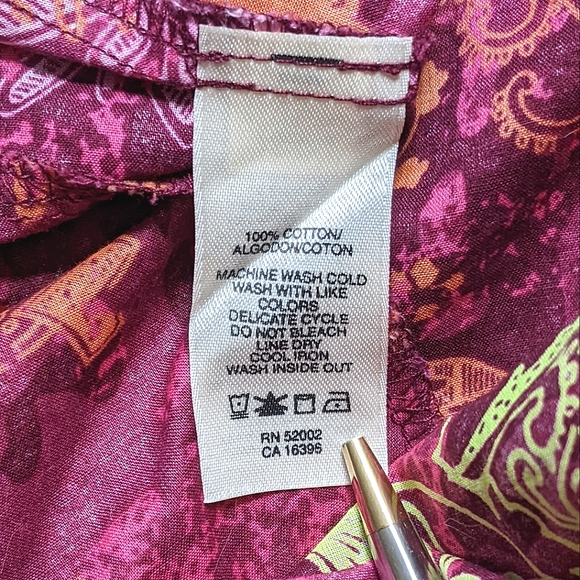 100% COTTON/
ALGODON/COTON
MACHINE WASH COLD
WASH WITH LIKE
COLORS
DELICATE CYCLE
DO NOT BLEACH
LINE DRY
COOL IRON
WASH INSIDE OUT
RN 52002
CA 16395